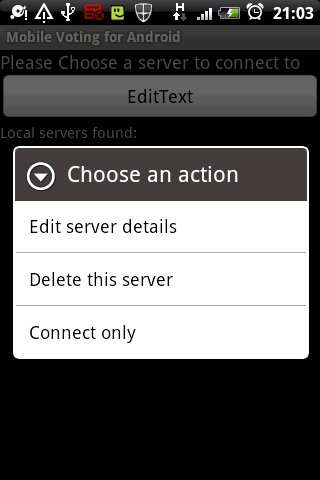 H 21:03
Mobile Voting for Android
Please Choose a server to connect to
EditText
Local servers found:
Choose an action
Edit server details
Delete this server
Connect only